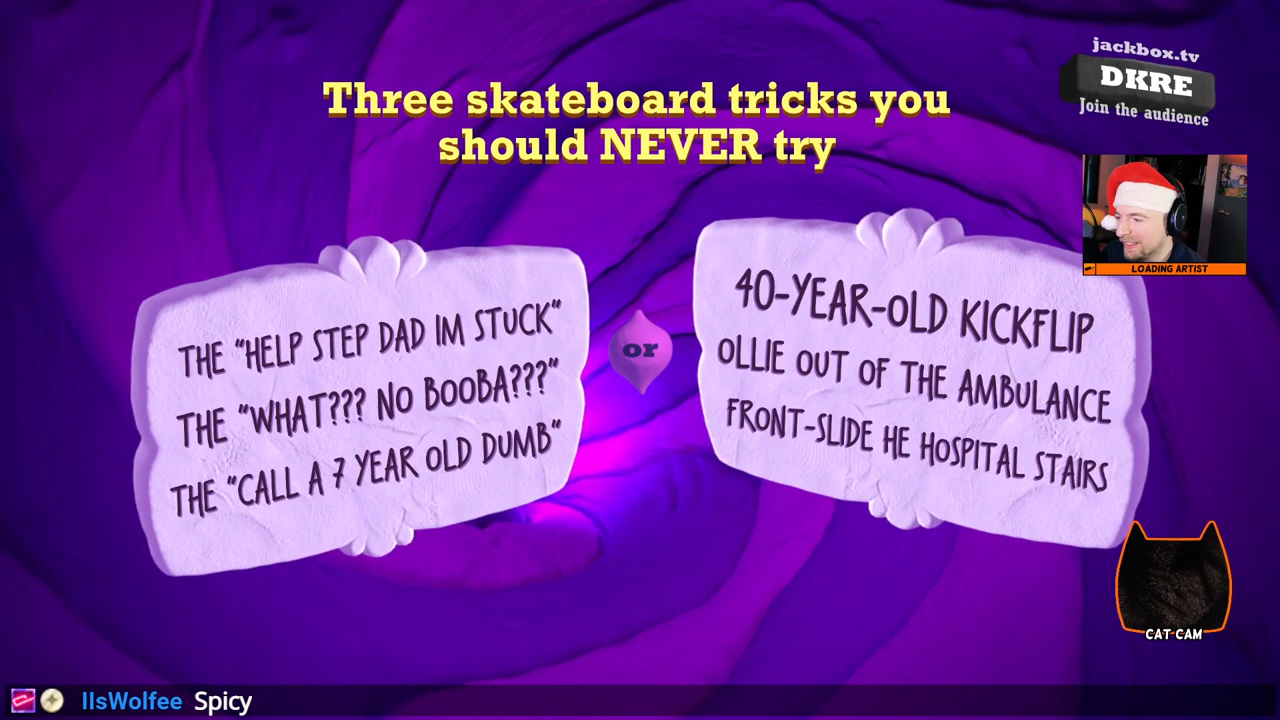 jackbox.tv
DKRE
Join the audience
Three skateboard tricks you
should NEVER try
LOADING ARTIST
THE "HELP STEP DAD IM STUCK"
THE "WHAT??? NO BOOBA???"
THE "CALL A 7 YEAR OLD DUMB"
or
40-YEAR-OLD KICKFLIP
OLLIE OUT OF THE AMBULANCE
FRONT-SLIDE HE HOSPITAL STAIRS
CAT CAM
IlsWolfee Spicy